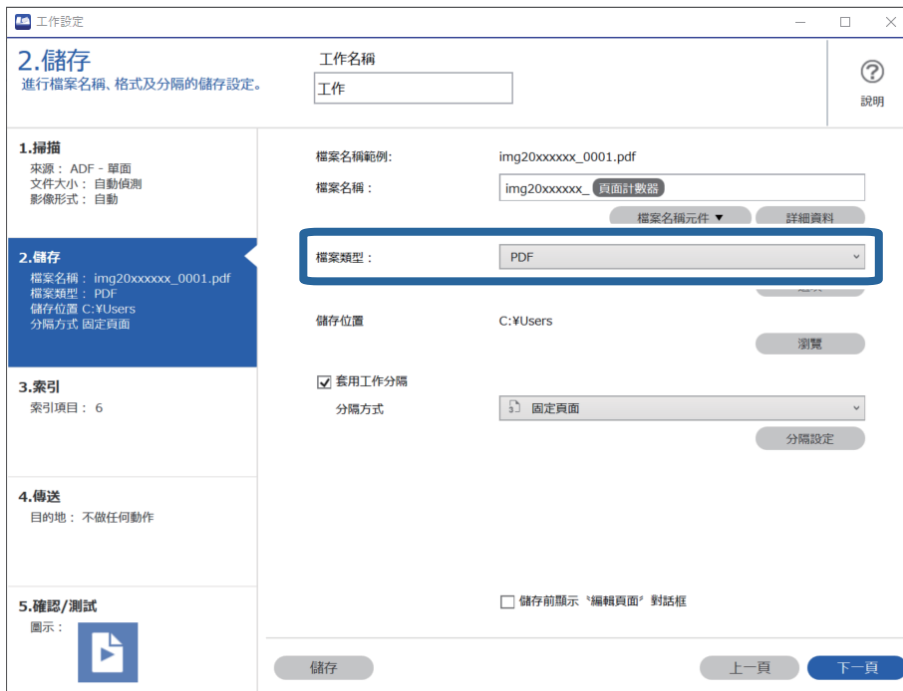 工作設定
2.儲存
進行檔案名稱、格式及分隔的儲存設定。
工作名稱
工作
說明
1.掃描
來源： ADF - 單面
文件大小： 自動偵測
影像形式： 自動
2.儲存
檔案名稱： img20xxxxxx_0001.pdf
檔案類型： PDF
儲存位置 C:¥Users
分隔方式 固定頁面
3.索引
索引項目： 6
4.傳送
目的地： 不做任何動作
5.確認/測試
圖示：
檔案名稱範例: img20xxxxxx_0001.pdf
檔案名稱： img20xxxxxx_ 頁面計數器
檔案名稱元件 ▼ 詳細資料
檔案類型： PDF
儲存位置 C:¥Users
瀏覽
套用工作分隔
分隔方式 固定頁面
分隔設定
儲存前顯示〝編輯頁面〞對話框
儲存 上一頁 下一頁